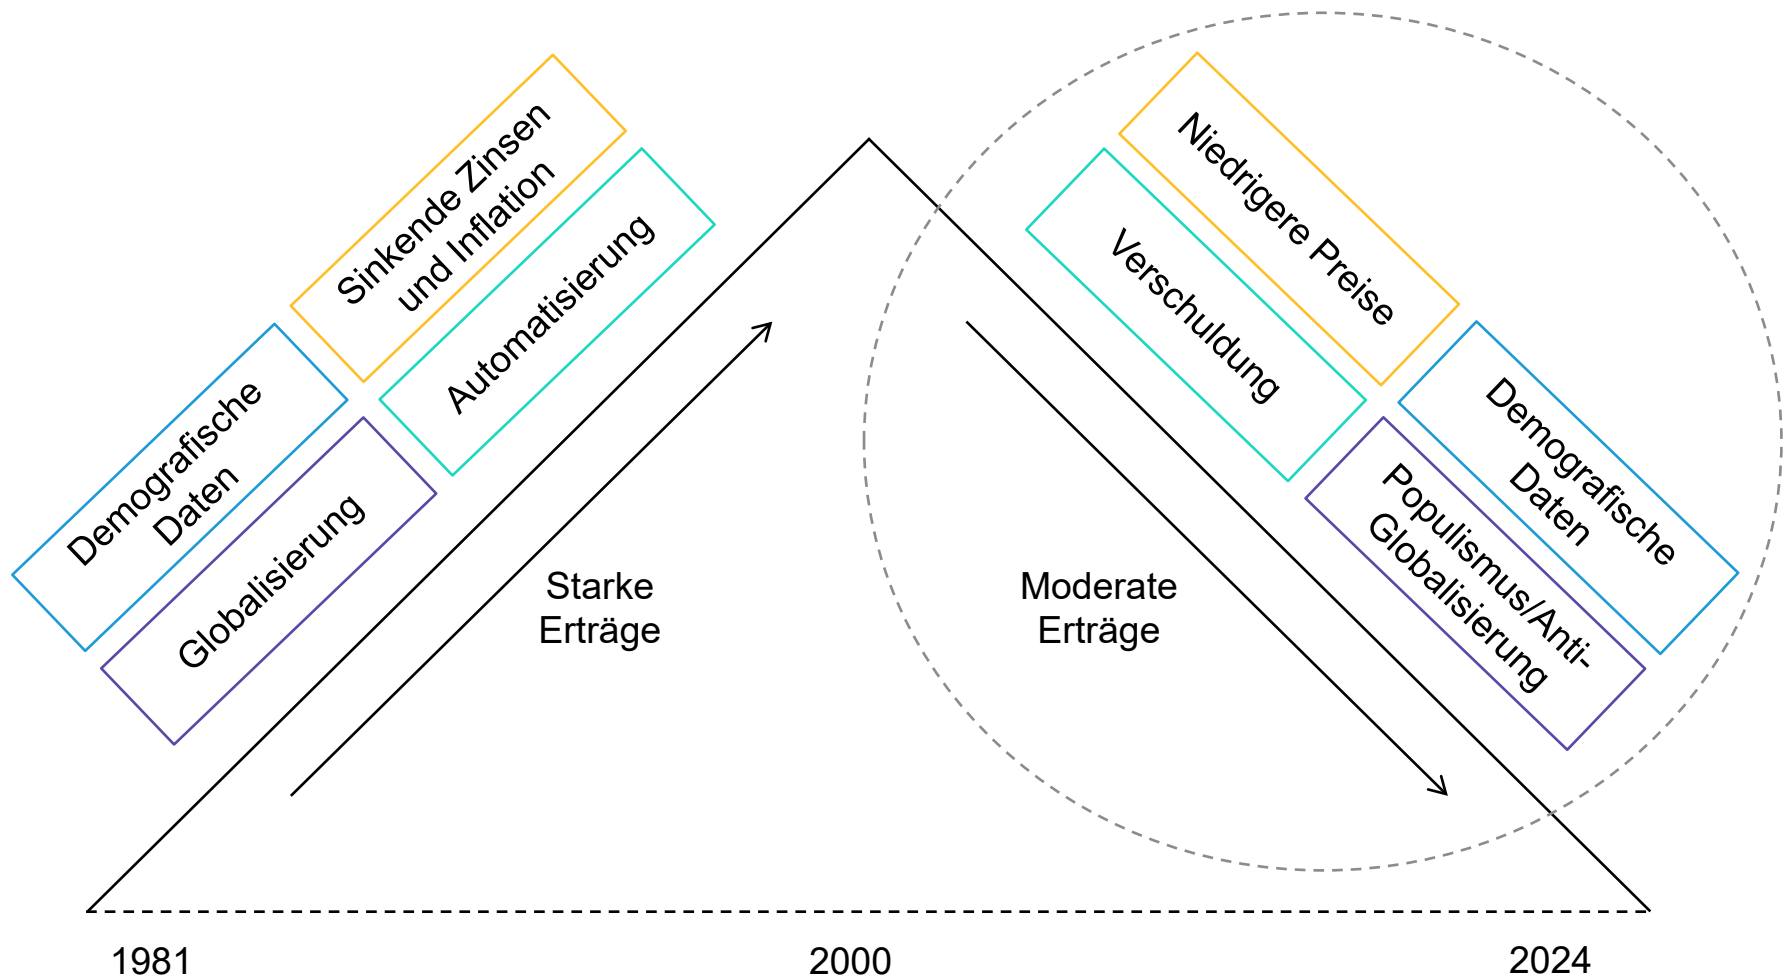 Sinkende Zinsen
und Inflation
Automatisierung
Demografische
Daten
Globalisierung
Starke
Erträge
Niedrigere Preise
Verschuldung
Demografische
Daten
Populismus/Anti-
Globalisierung
Moderate
Erträge
1981
2000
2024